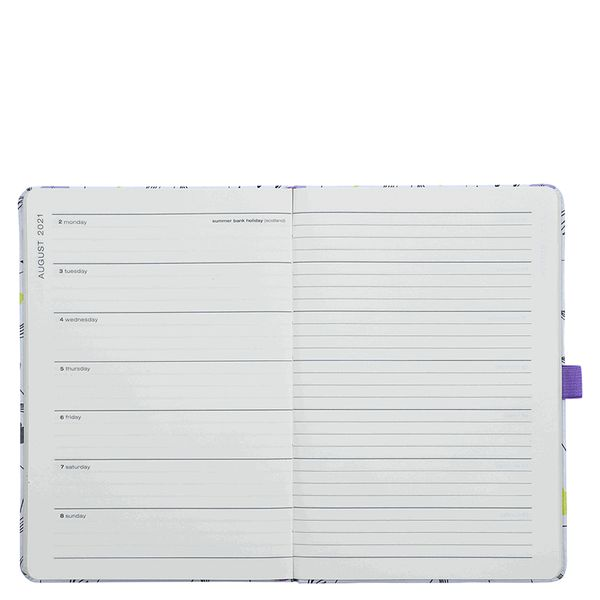 AUGUST 2021
2 monday
summer bank holiday (scotland)
3 tuesday
4 wednesday
5 thursday
6 friday
7 saturday
8 sunday